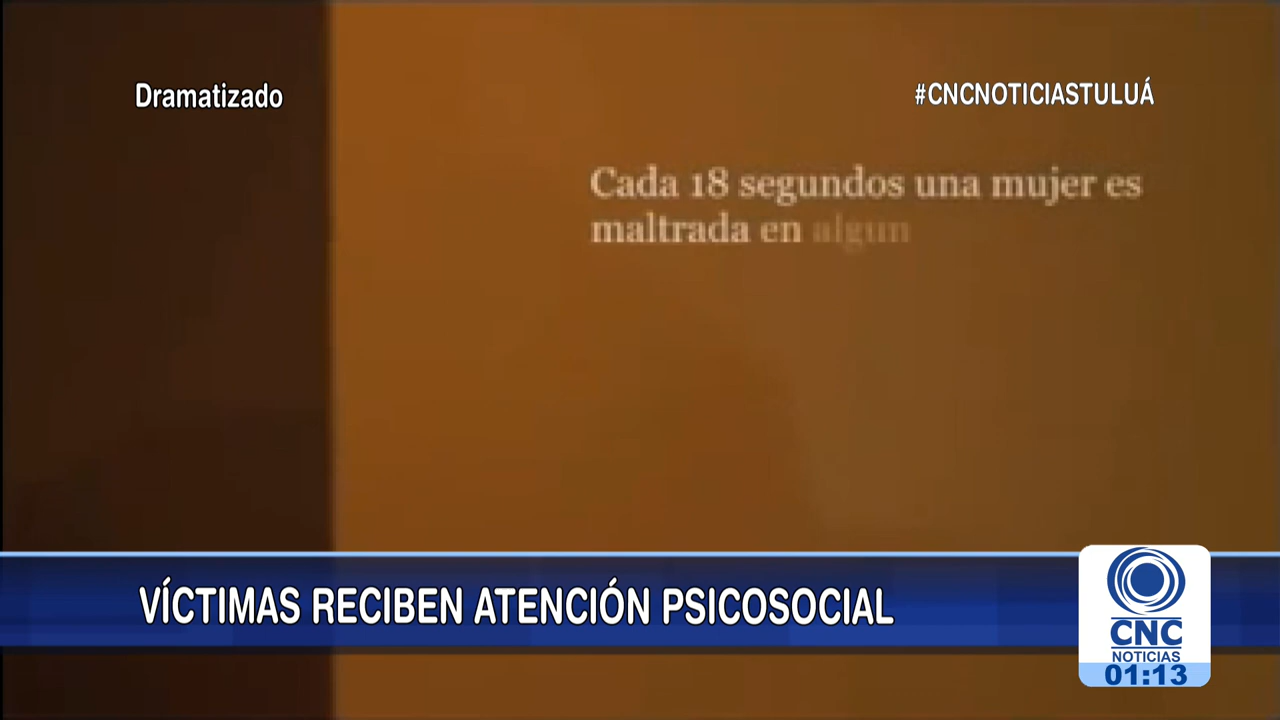 Dramatizado
#CNCNOTICIASTULUÁ
Cada 18 segundos una mujer es
maltrada en algun
VÍCTIMAS RECIBEN ATENCIÓN PSICOSOCIAL
CNC
NOTICIAS
01:13